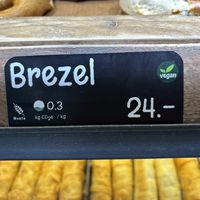 Brezel
vegan
0.3
24.-
kg CO₂e / kg